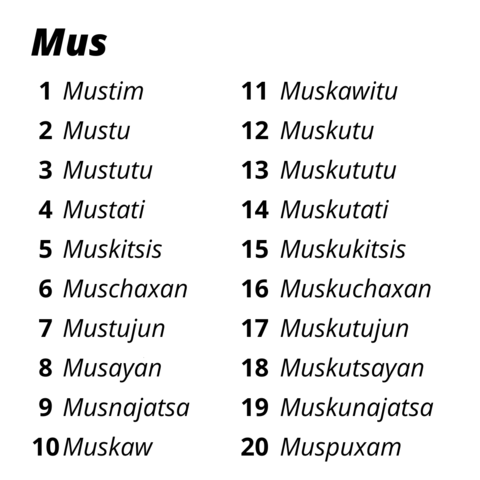 Mus
1 Mustim
2 Mustu
3 Mustutu
4 Mustati
5 Muskitsis
6 Muschaxan
7 Mustujun
8 Musayan
9 Musnajatsa
10 Muskaw
11 Muskawitu
12 Muskutu
13 Muskututu
14 Muskutati
15 Muskukitsis
16 Muskuchaxan
17 Muskutujun
18 Muskutsayan
19 Muskunajatsa
20 Muspuxam